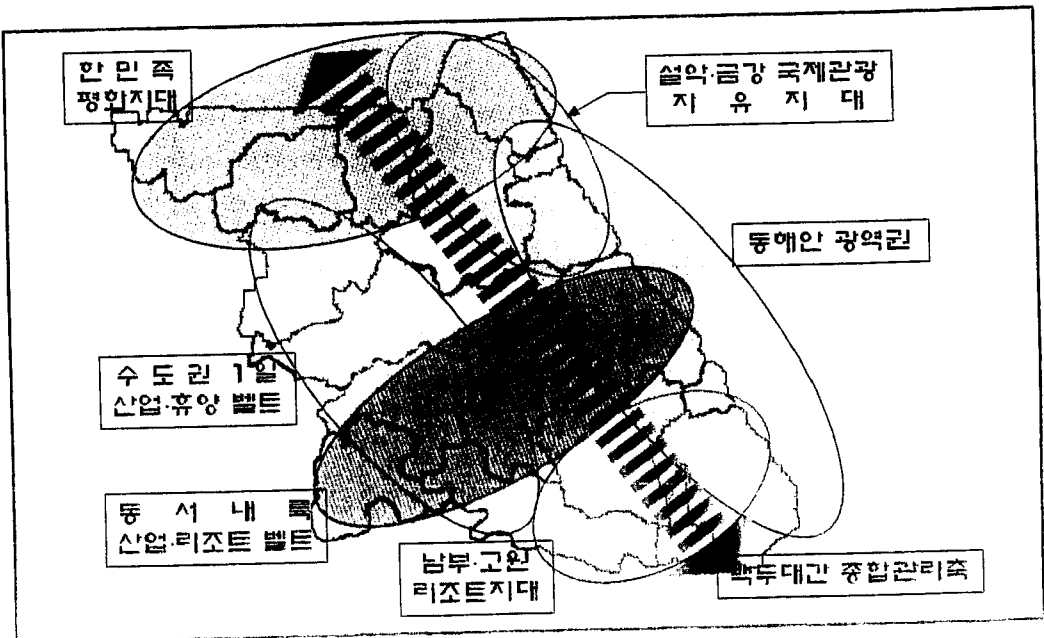 한 민 족
평화지대
설악·금강 국제관광
자 유 지 대
동해안 광역권
수 도 권 1 일
산업·휴양 벨트
동 서 내 륙
산업·리조트 벨트
남부·고원
리조트지대
백두대간 종합관리축